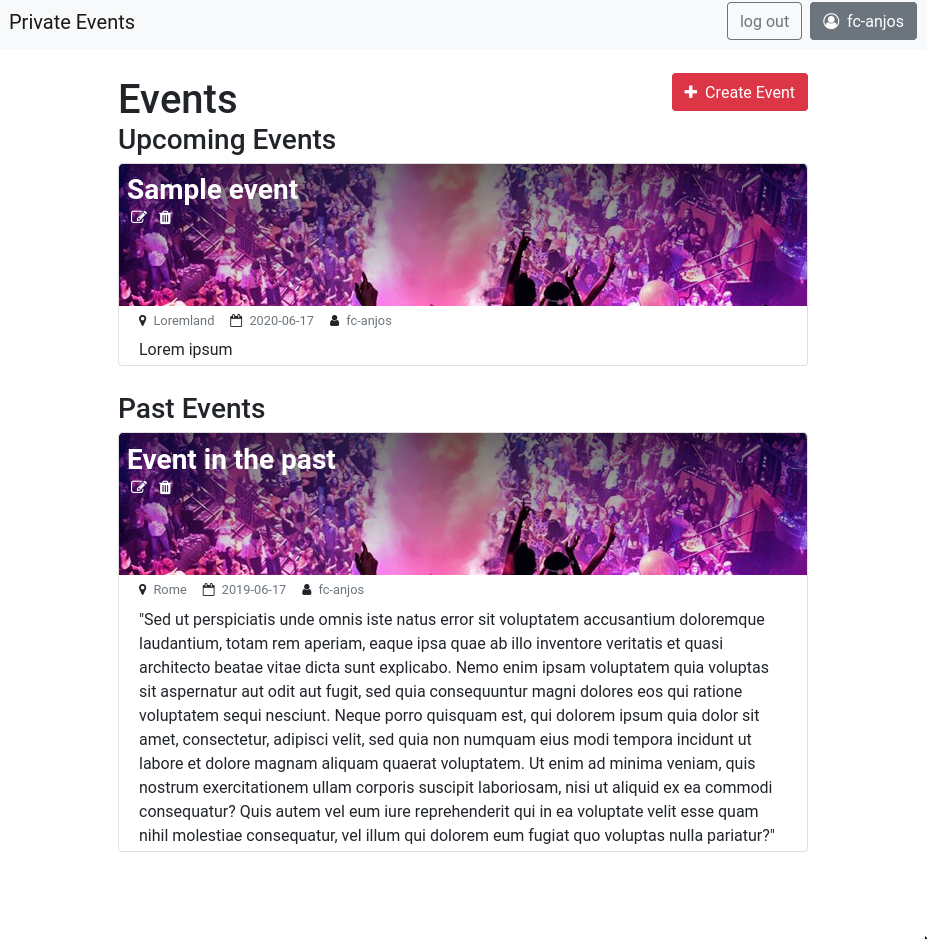 Private Events
log out
fc-anjos
Events
Create Event
Upcoming Events
Sample event
Loremland 2020-06-17 fc-anjos
Lorem ipsum
Past Events
Event in the past
Rome 2019-06-17 fc-anjos
"Sed ut perspiciatis unde omnis iste natus error sit voluptatem accusantium doloremque
laudantium, totam rem aperiam, eaque ipsa quae ab illo inventore veritatis et quasi
architecto beatae vitae dicta sunt explicabo. Nemo enim ipsam voluptatem quia voluptas
sit aspernatur aut odit aut fugit, sed quia consequuntur magni dolores eos qui ratione
voluptatem sequi nesciunt. Neque porro quisquam est, qui dolorem ipsum quia dolor sit
amet, consectetur, adipisci velit, sed quia non numquam eius modi tempora incidunt ut
labore et dolore magnam aliquam quaerat voluptatem. Ut enim ad minima veniam, quis
nostrum exercitationem ullam corporis suscipit laboriosam, nisi ut aliquid ex ea commodi
consequatur? Quis autem vel eum iure reprehenderit qui in ea voluptate velit esse quam
nihil molestiae consequatur, vel illum qui dolorem eum fugiat quo voluptas nulla pariatur?"